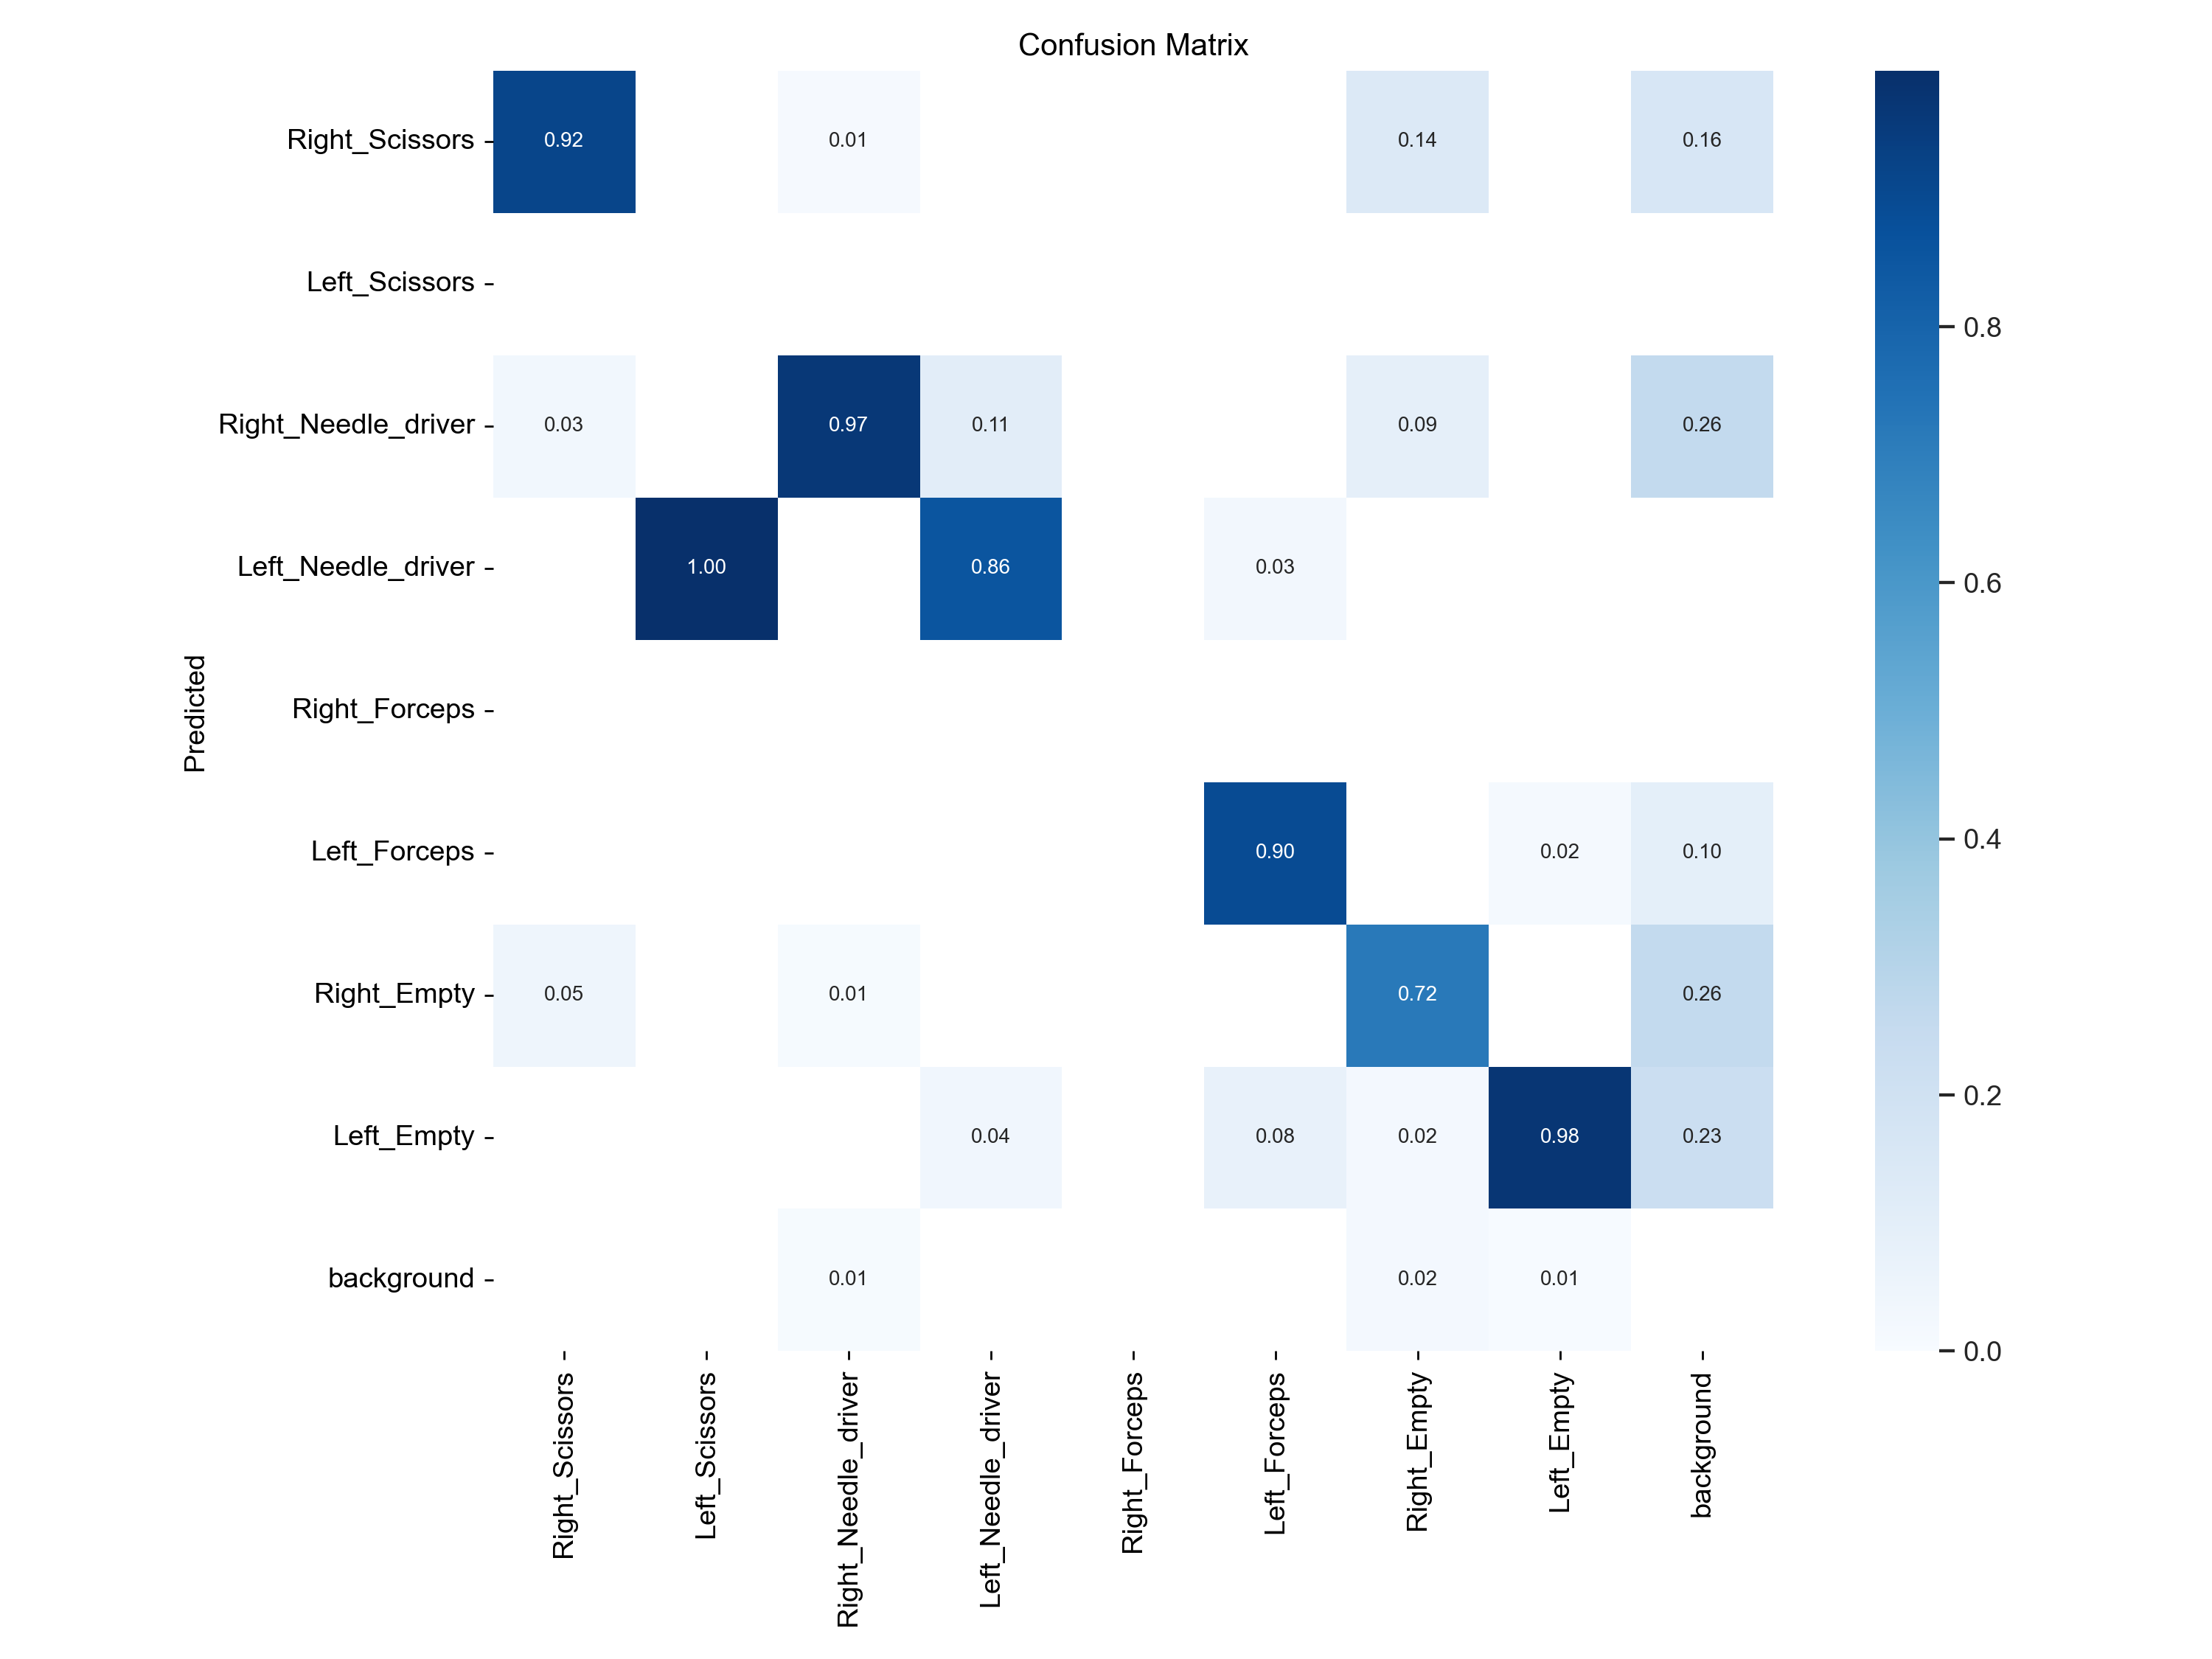 Confusion Matrix
Right_Scissors 0.92 0.01 0.14 0.16
Left_Scissors
0.8
Right_Needle_driver 0.03 0.97 0.11 0.09 0.26
Left_Needle_driver 1.00 0.86 0.03
0.6
Predicted
Right_Forceps
0.4
Left_Forceps 0.90 0.02 0.10
Right_Empty 0.05 0.01 0.72 0.26
0.2
Left_Empty 0.04 0.08 0.02 0.98 0.23
background 0.01 0.02 0.01
0.0
Right_Scissors
Left_Scissors
Right_Needle_driver
Left_Needle_driver
Right_Forceps
Left_Forceps
Right_Empty
Left_Empty
background